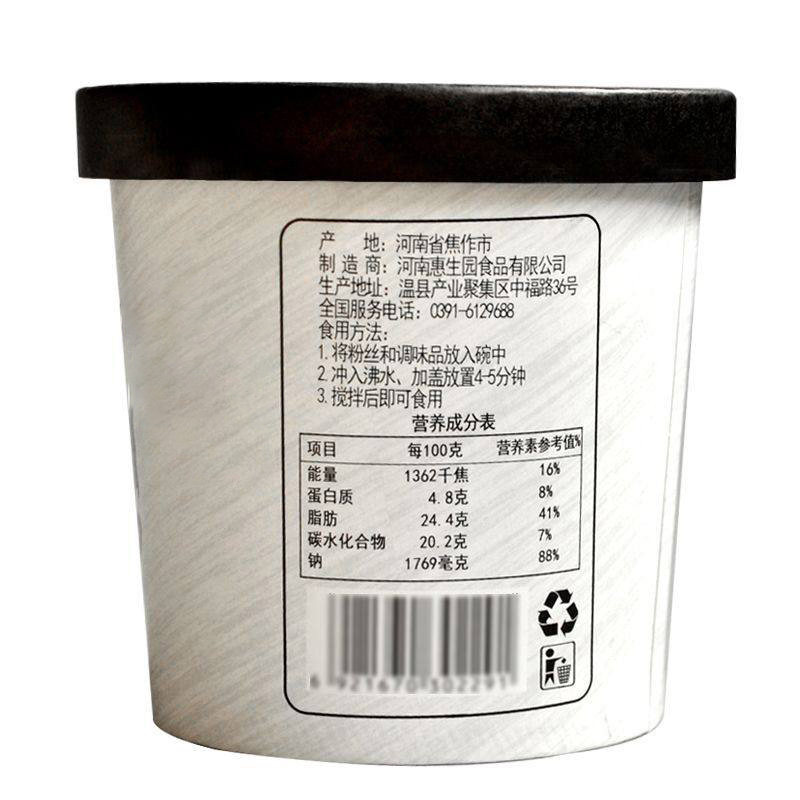 产　地：河南省焦作市
制造商：河南惠生园食品有限公司
生产地址：温县产业聚集区中福路36号
全国服务电话：0391-6129688
食用方法：
1.将粉丝和调味品放入碗中
2.冲入沸水、加盖放置4-5分钟
3.搅拌后即可食用
营养成分表
项目 每100克 营养素参考值%
能量 1362千焦 16%
蛋白质 4.8克 8%
脂肪 24.4克 41%
碳水化合物 20.2克 7%
钠 1769毫克 88%